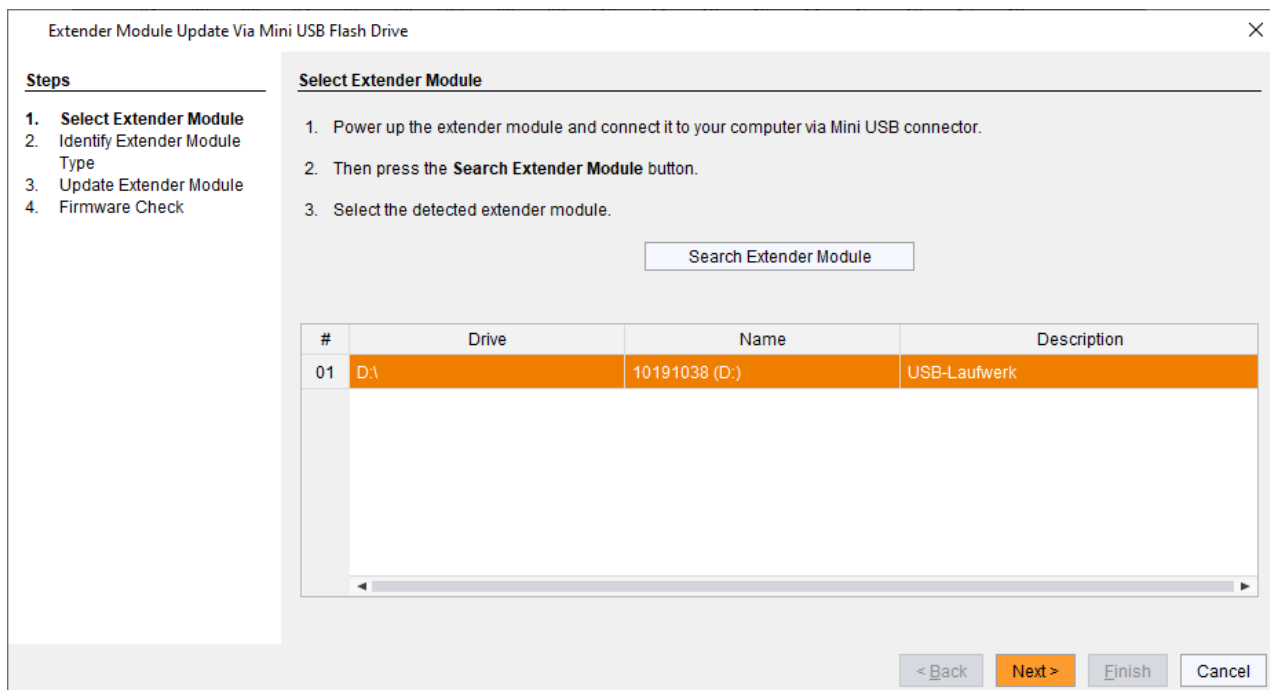 Extender Module Update Via Mini USB Flash Drive
Steps
1. Select Extender Module
2. Identify Extender Module
Type
3. Update Extender Module
4. Firmware Check
Select Extender Module
1. Power up the extender module and connect it to your computer via Mini USB connector.
2. Then press the Search Extender Module button.
3. Select the detected extender module.
Search Extender Module
# Drive Name Description
01 D:\ 10191038 (D:) USB-Laufwerk
< Back Next > Finish Cancel